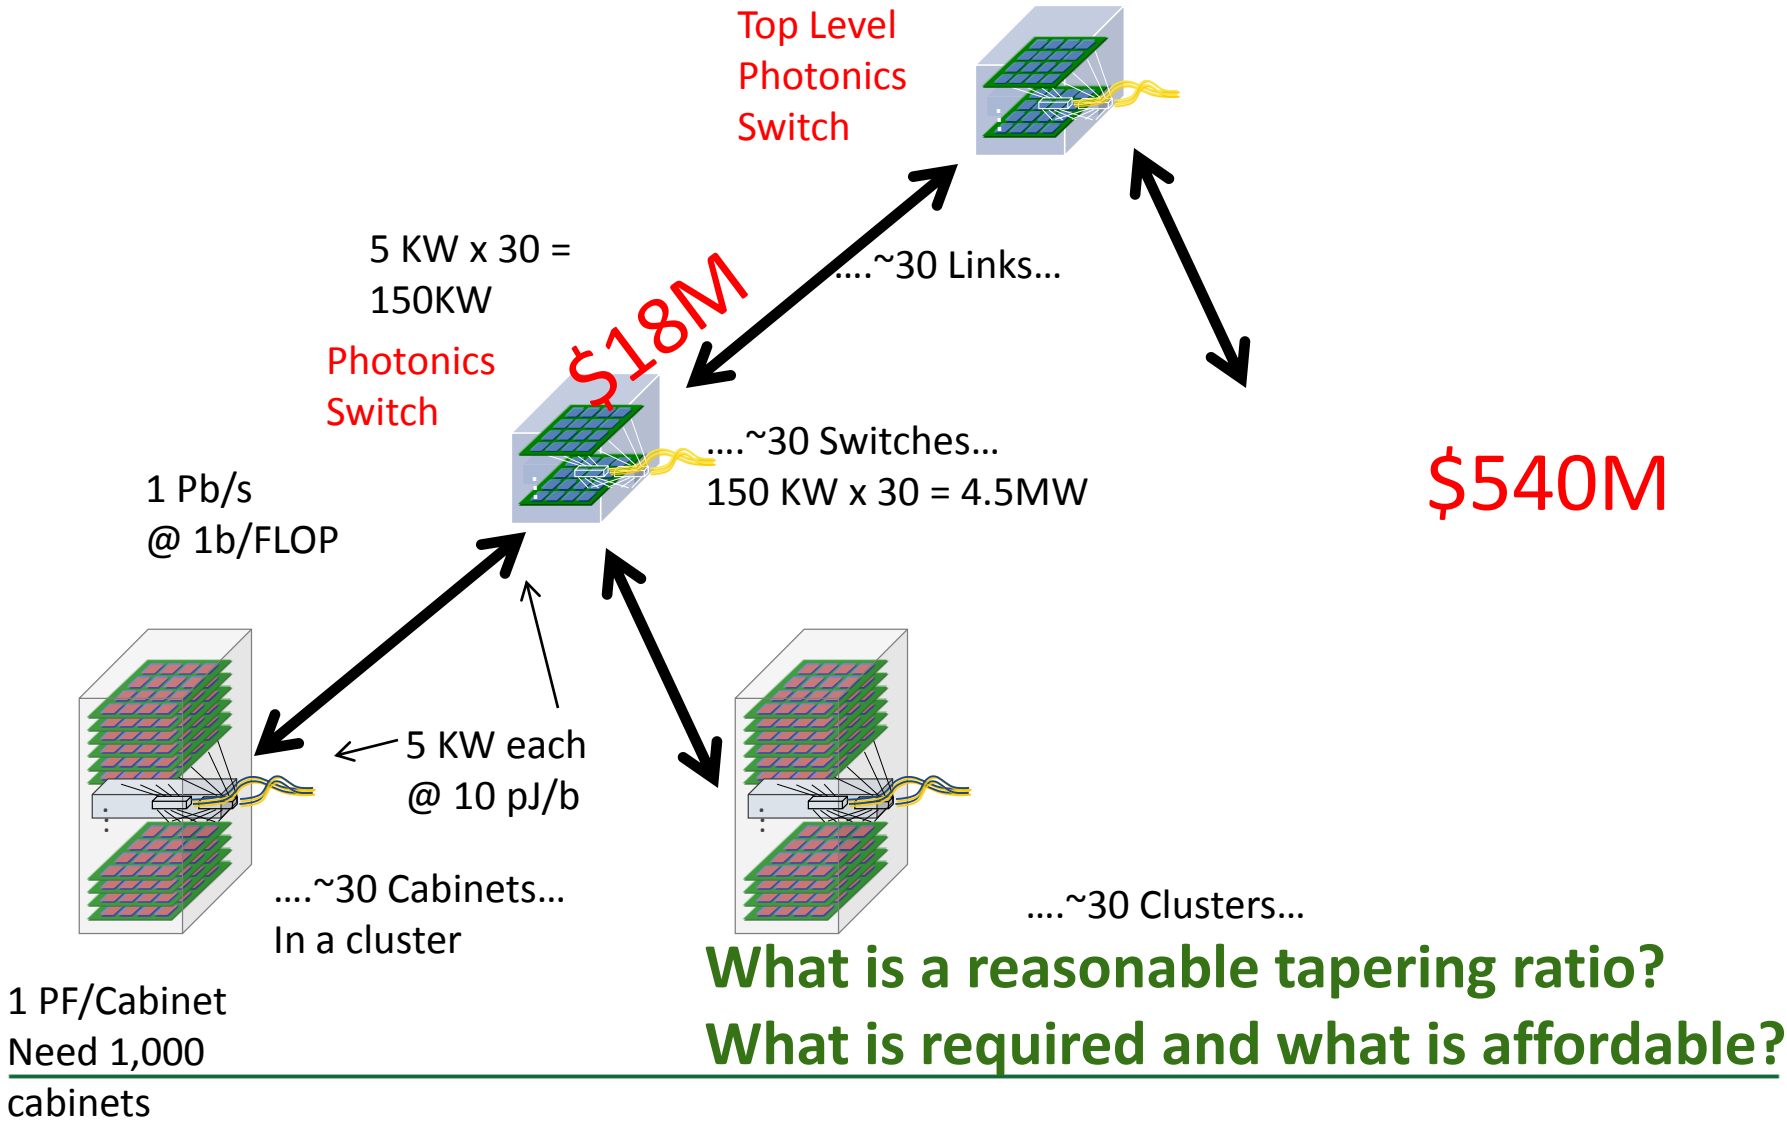 Top Level
Photonics
Switch
5 KW x 30 =
150KW
….~30 Links…
$18M
Photonics
Switch
….~30 Switches…
150 KW x 30 = 4.5MW
$540M
1 Pb/s
@ 1b/FLOP
5 KW each
@ 10 pJ/b
….~30 Cabinets…
In a cluster
….~30 Clusters…
What is a reasonable tapering ratio?
What is required and what is affordable?
1 PF/Cabinet
Need 1,000
cabinets